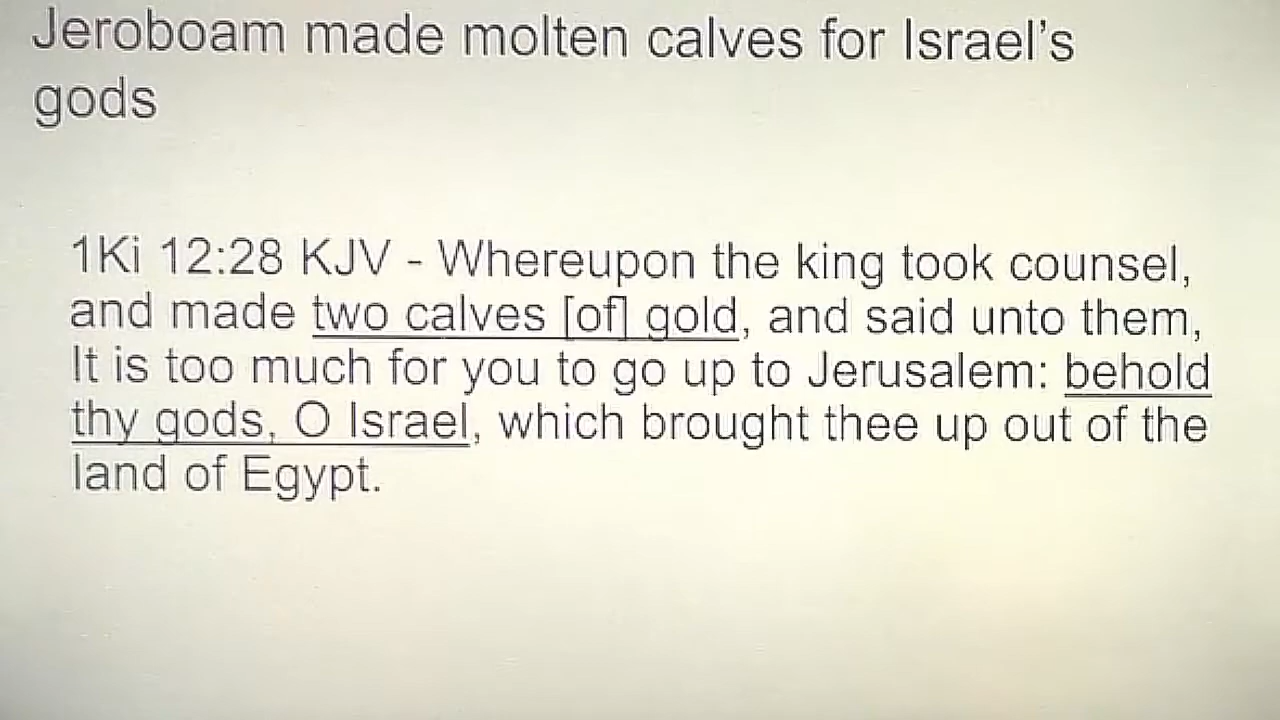 Jeroboam made molten calves for Israel's
gods
1Ki 12:28 KJV - Whereupon the king took counsel,
and made two calves [of] gold, and said unto them,
It is too much for you to go up to Jerusalem: behold
thy gods, O Israel, which brought thee up out of the
land of Egypt.